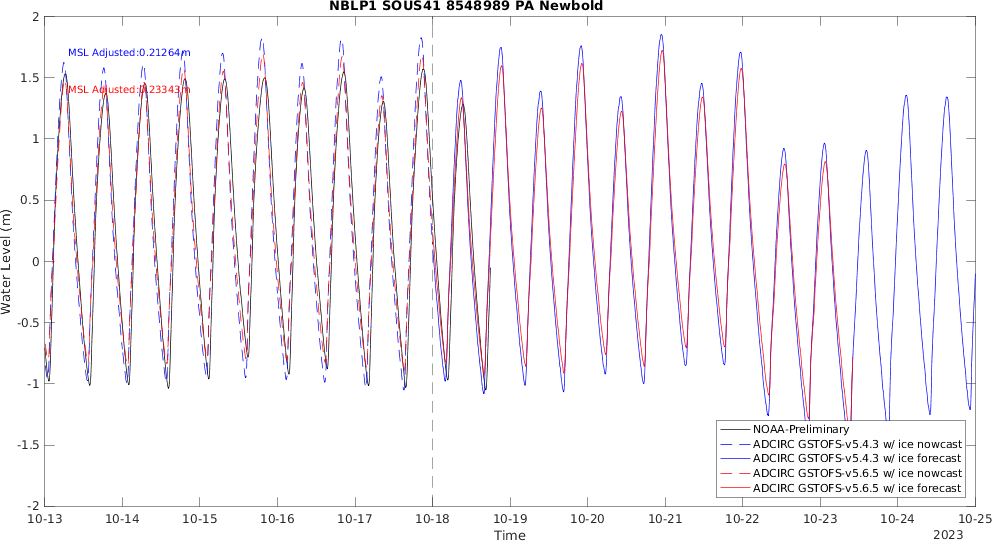 NBLP1 SOUS41 8548989 PA Newbold
2
1.5
1
0.5
0
-0.5
-1
-1.5
-2
Water Level (m)
MSL Adjusted:0.21264m
MSL Adjusted:0.23343m
NOAA-Preliminary
ADCIRC GSTOFS-v5.4.3 w/ ice nowcast
ADCIRC GSTOFS-v5.4.3 w/ ice forecast
ADCIRC GSTOFS-v5.6.5 w/ ice nowcast
ADCIRC GSTOFS-v5.6.5 w/ ice forecast
10-13 10-14 10-15 10-16 10-17 10-18 10-19 10-20 10-21 10-22 10-23 10-24 10-25
Time
2023